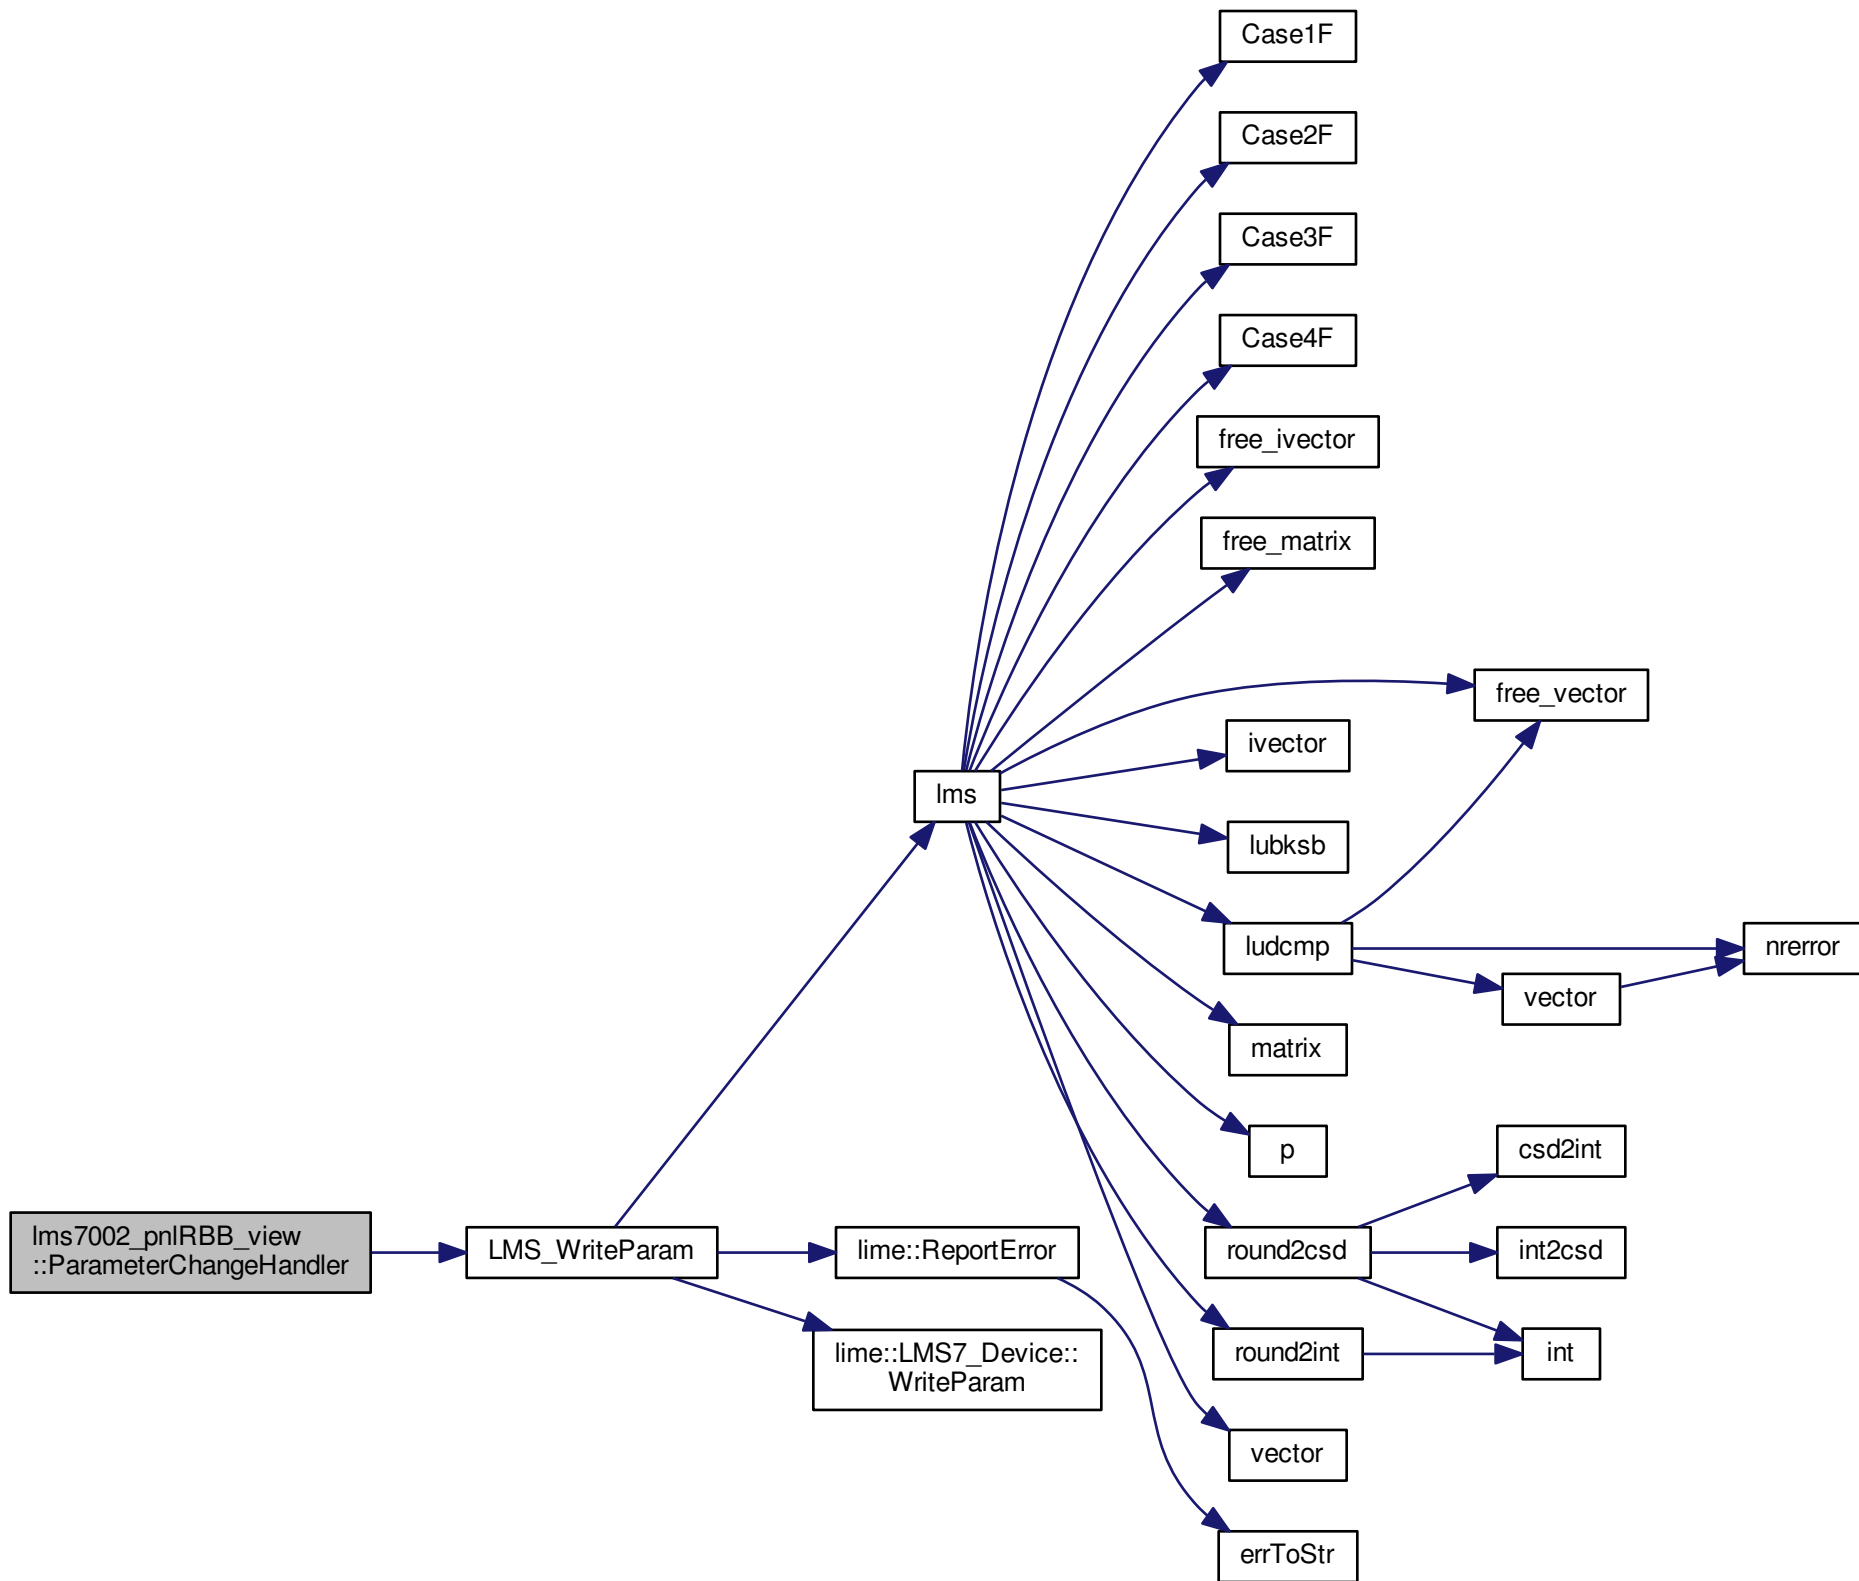 Case1F
Case2F
Case3F
Case4F
free_ivector
free_matrix
free_vector
ivector
lms
lubksb
ludcmp
nrerror
vector
matrix
p
csd2int
lms7002_pnlRBB_view
::ParameterChangeHandler
LMS_WriteParam
lime::ReportError
round2csd
int2csd
lime::LMS7_Device::
WriteParam
round2int
int
vector
errToStr